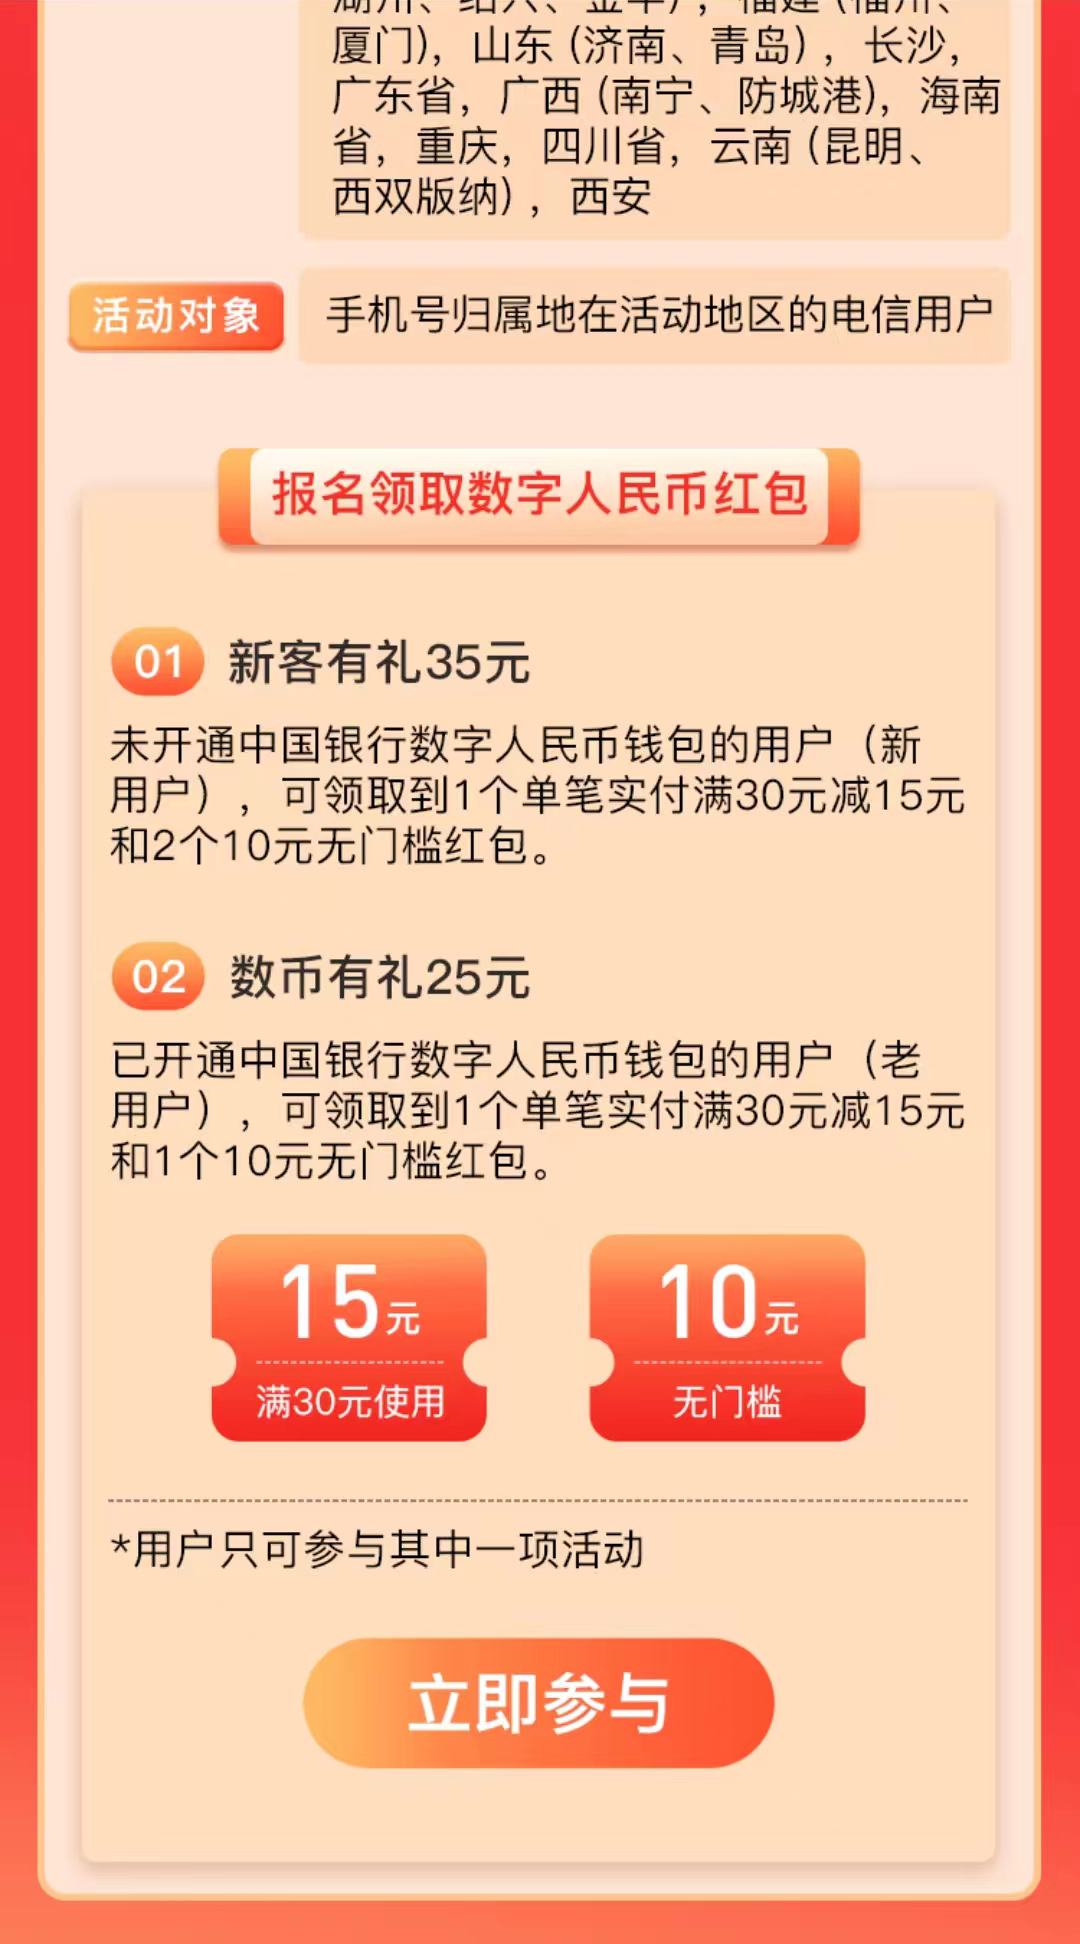 湖州、绍兴、金华)，福建(福州、
厦门)，山东(济南、青岛)，长沙，
广东省，广西(南宁、防城港)，海南
省，重庆，四川省，云南(昆明、
西双版纳)，西安
活动对象
手机号归属地在活动地区的电信用户
报名领取数字人民币红包
01 新客有礼35元
未开通中国银行数字人民币钱包的用户（新
用户），可领取到1个单笔实付满30元减15元
和2个10元无门槛红包。
02 数币有礼25元
已开通中国银行数字人民币钱包的用户（老
用户），可领取到1个单笔实付满30元减15元
和1个10元无门槛红包。
15元
满30元使用
10元
无门槛
*用户只可参与其中一项活动
立即参与